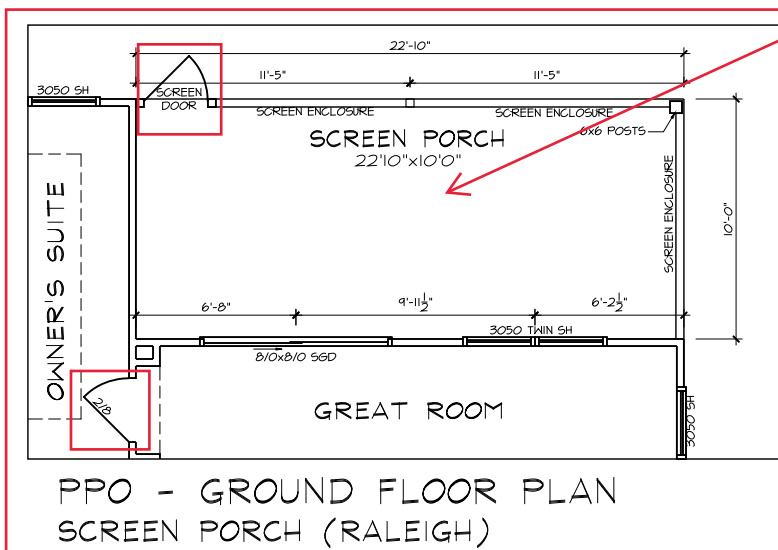 22'-10"
11'-5" 11'-5"
3050 SH
SCREEN DOOR
SCREEN ENCLOSURE SCREEN ENCLOSURE
6x6 POSTS
SCREEN PORCH
22'10"x10'0"
SCREEN ENCLOSURE
10'-0"
OWNER'S SUITE
6'-8" 9'-11½" 6'-2½"
3050 TWIN SH
8/0x8/0 SGD
2/8
GREAT ROOM
3050 SH
PPO - GROUND FLOOR PLAN
SCREEN PORCH (RALEIGH)